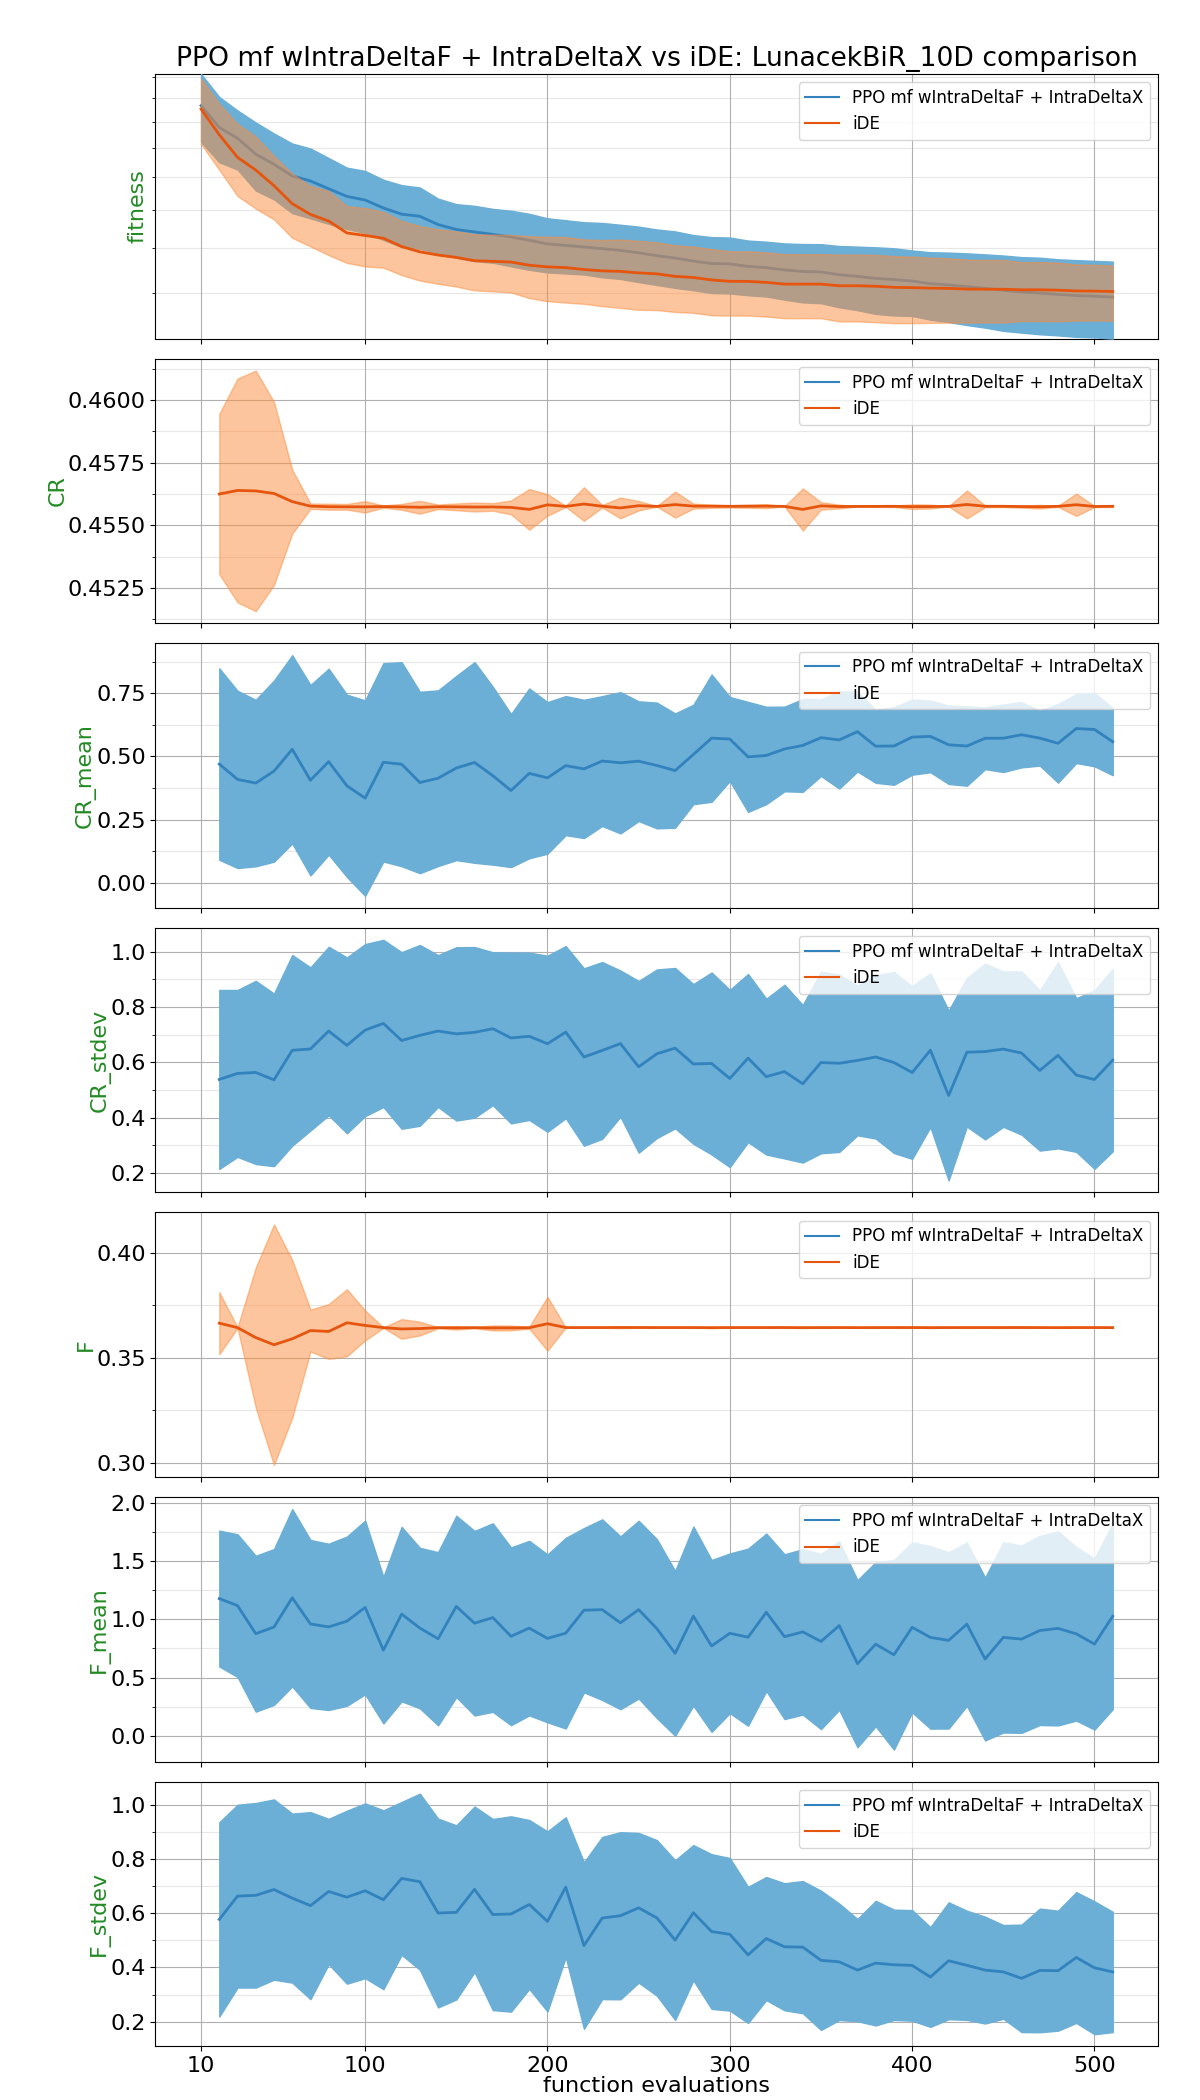 PPO mf wIntraDeltaF + IntraDeltaX vs iDE: LunacekBiR_10D comparison
fitness
PPO mf wIntraDeltaF + IntraDeltaX
iDE
CR
0.4600
0.4575
0.4550
0.4525
PPO mf wIntraDeltaF + IntraDeltaX
iDE
CR_mean
0.75
0.50
0.25
0.00
PPO mf wIntraDeltaF + IntraDeltaX
iDE
CR_stdev
1.0
0.8
0.6
0.4
0.2
PPO mf wIntraDeltaF + IntraDeltaX
iDE
F
0.40
0.35
0.30
PPO mf wIntraDeltaF + IntraDeltaX
iDE
F_mean
2.0
1.5
1.0
0.5
0.0
PPO mf wIntraDeltaF + IntraDeltaX
iDE
F_stdev
1.0
0.8
0.6
0.4
0.2
PPO mf wIntraDeltaF + IntraDeltaX
iDE
10 100 200 300 400 500
function evaluations